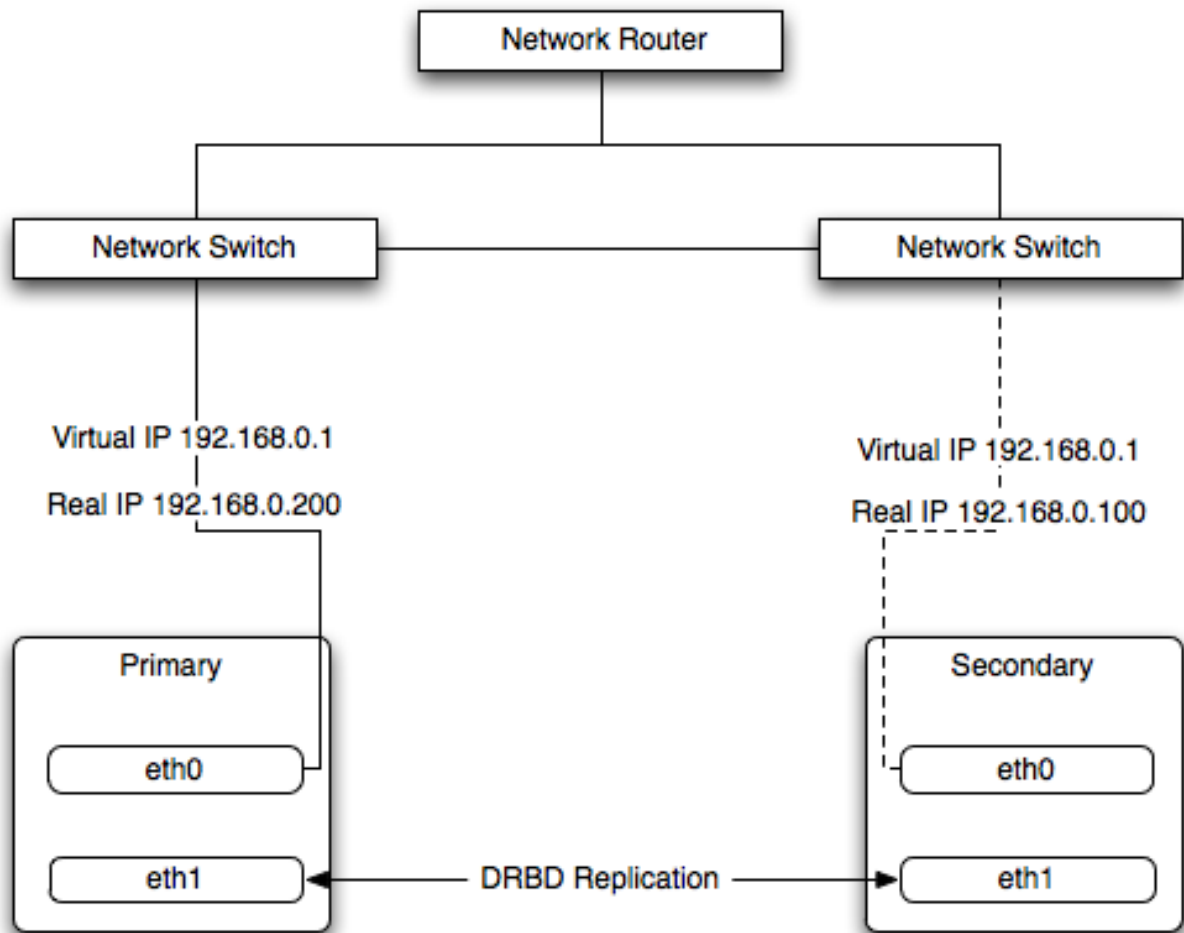 Network Router
Network Switch
Network Switch
Virtual IP 192.168.0.1
Real IP 192.168.0.200
Virtual IP 192.168.0.1
Real IP 192.168.0.100
Primary
eth0
eth1
Secondary
eth0
eth1
DRBD Replication